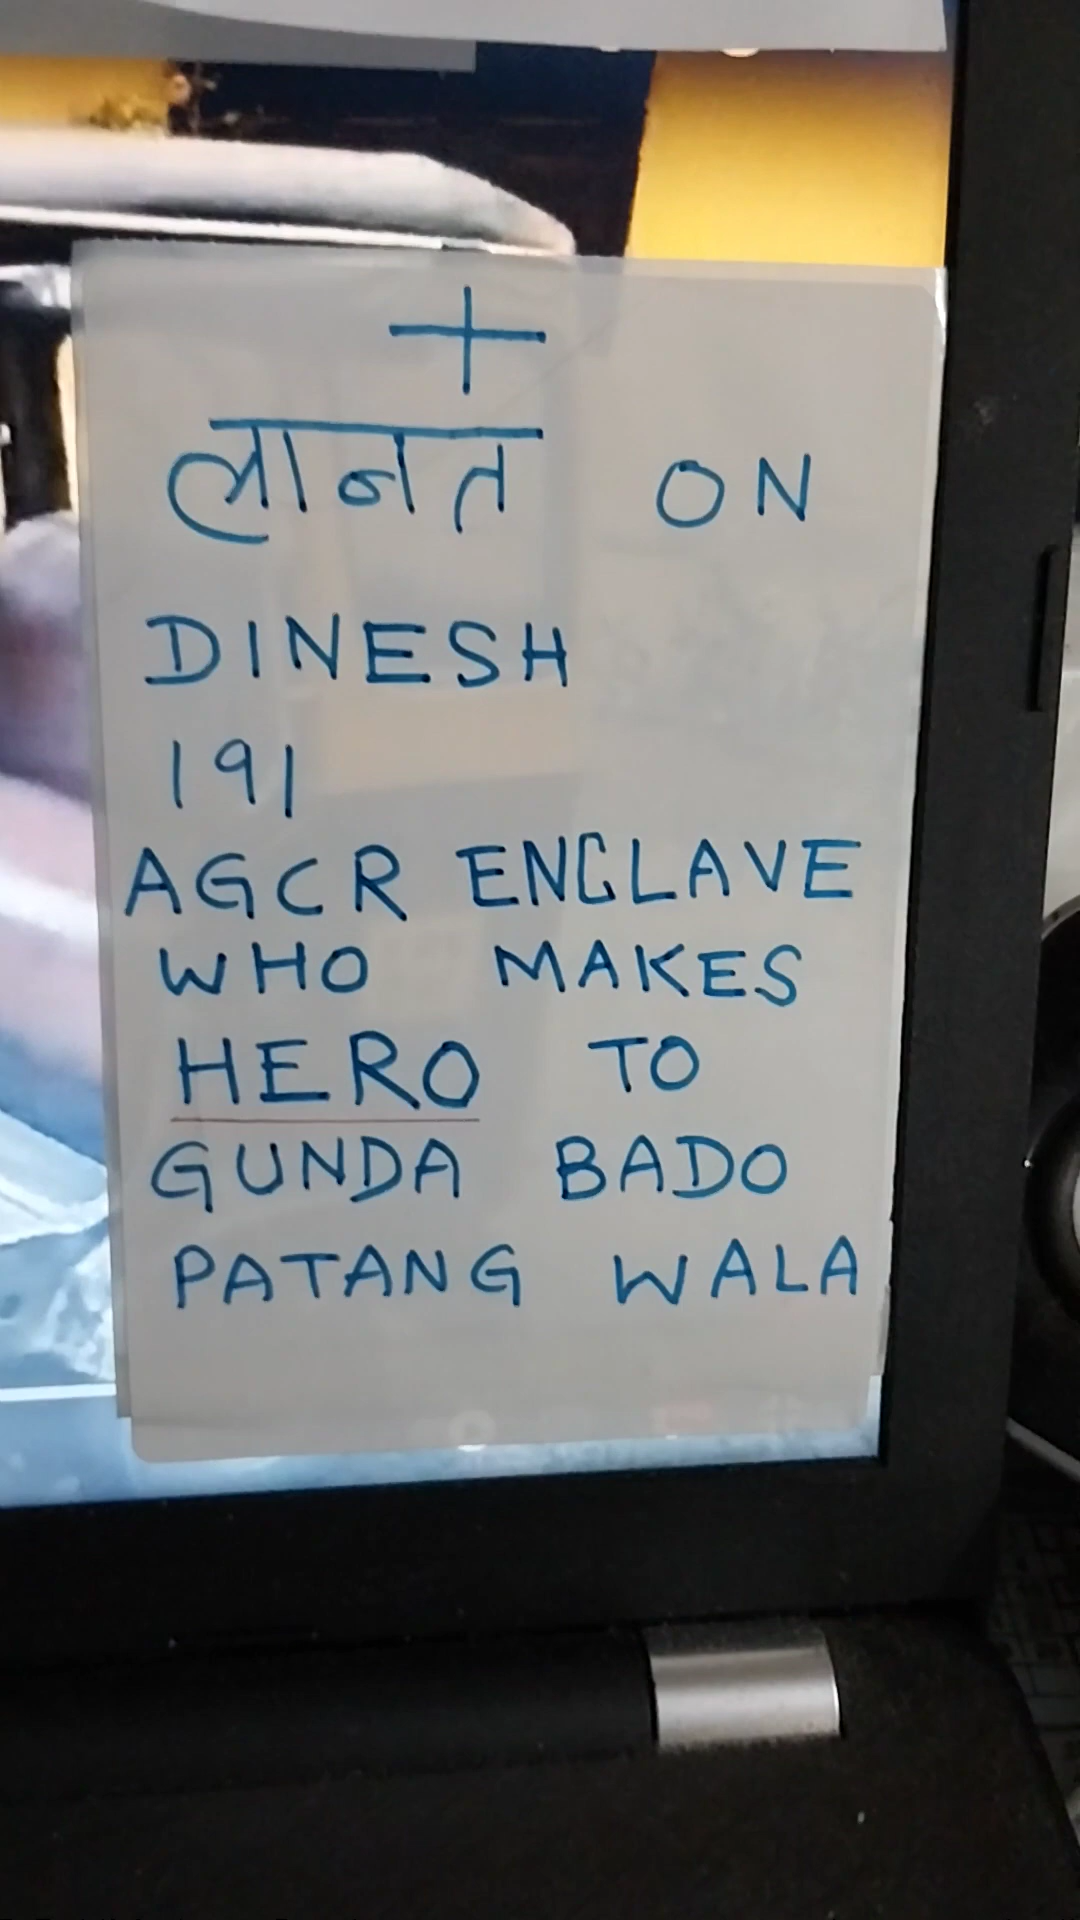 +
लानत ON
DINESH
191
AGCR ENCLAVE
WHO MAKES
HERO TO
GUNDA BADO
PATANG WALA